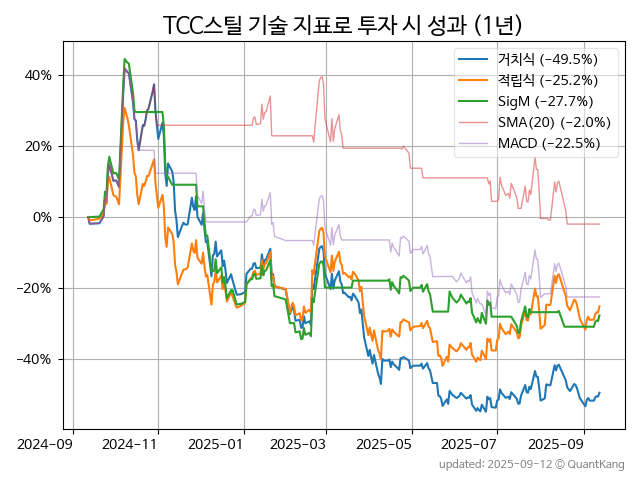 TCC스틸 기술 지표로 투자 시 성과 (1년)
거치식 (−49.5%)
적립식 (−25.2%)
SigM (−27.7%)
SMA(20) (−2.0%)
MACD (−22.5%)
40%
20%
0%
−20%
−40%
2024-09 2024-11 2025-01 2025-03 2025-05 2025-07 2025-09
updated: 2025-09-12 © QuantKang